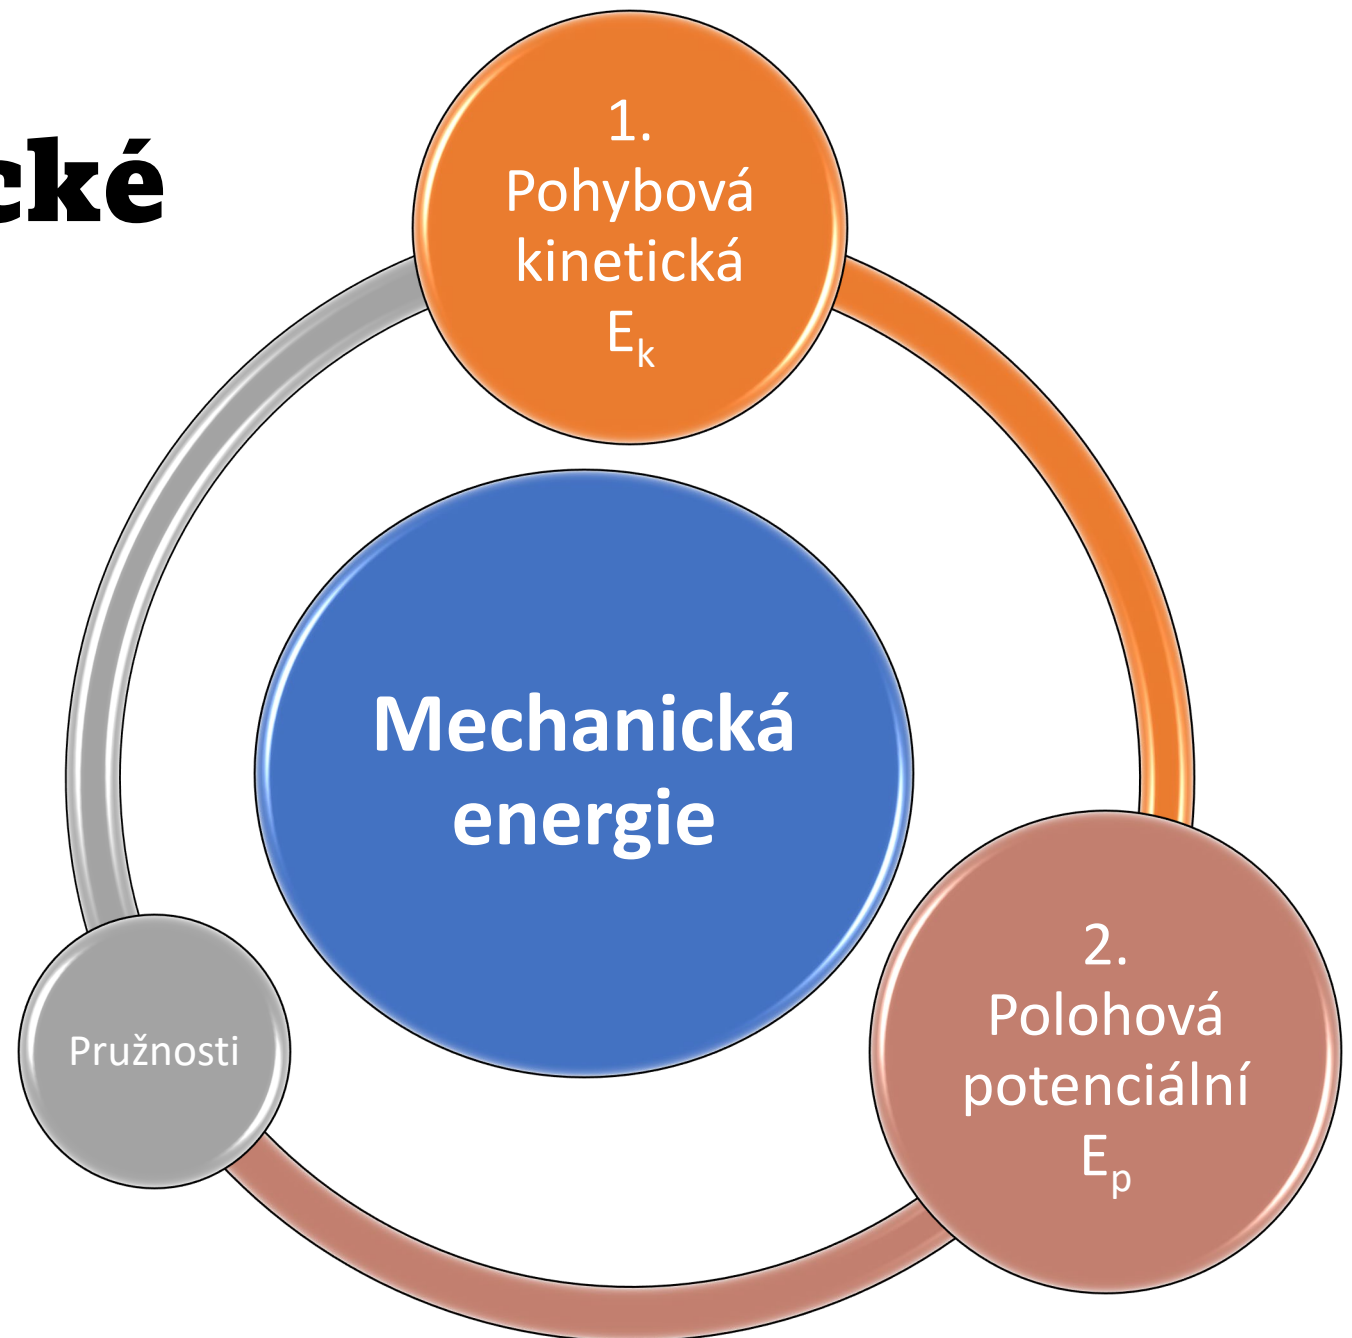 cké
1.
Pohybová
kinetická
Eₖ
Mechanická
energie
2.
Polohová
potenciální
Eₚ
Pružnosti